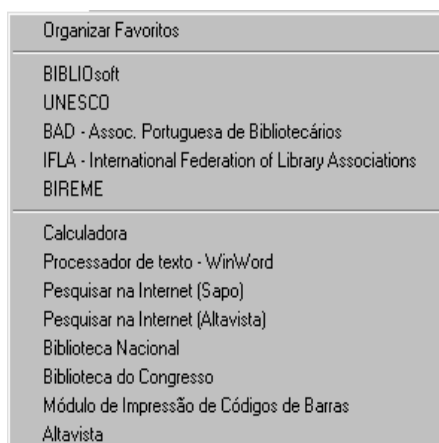 Organizar Favoritos
BIBLIOsoft
UNESCO
BAD - Assoc. Portuguesa de Bibliotecários
IFLA - International Federation of Library Associations
BIREME
Calculadora
Processador de texto - WinWord
Pesquisar na Internet (Sapo)
Pesquisar na Internet (Altavista)
Biblioteca Nacional
Biblioteca do Congresso
Módulo de Impressão de Códigos de Barras
Altavista